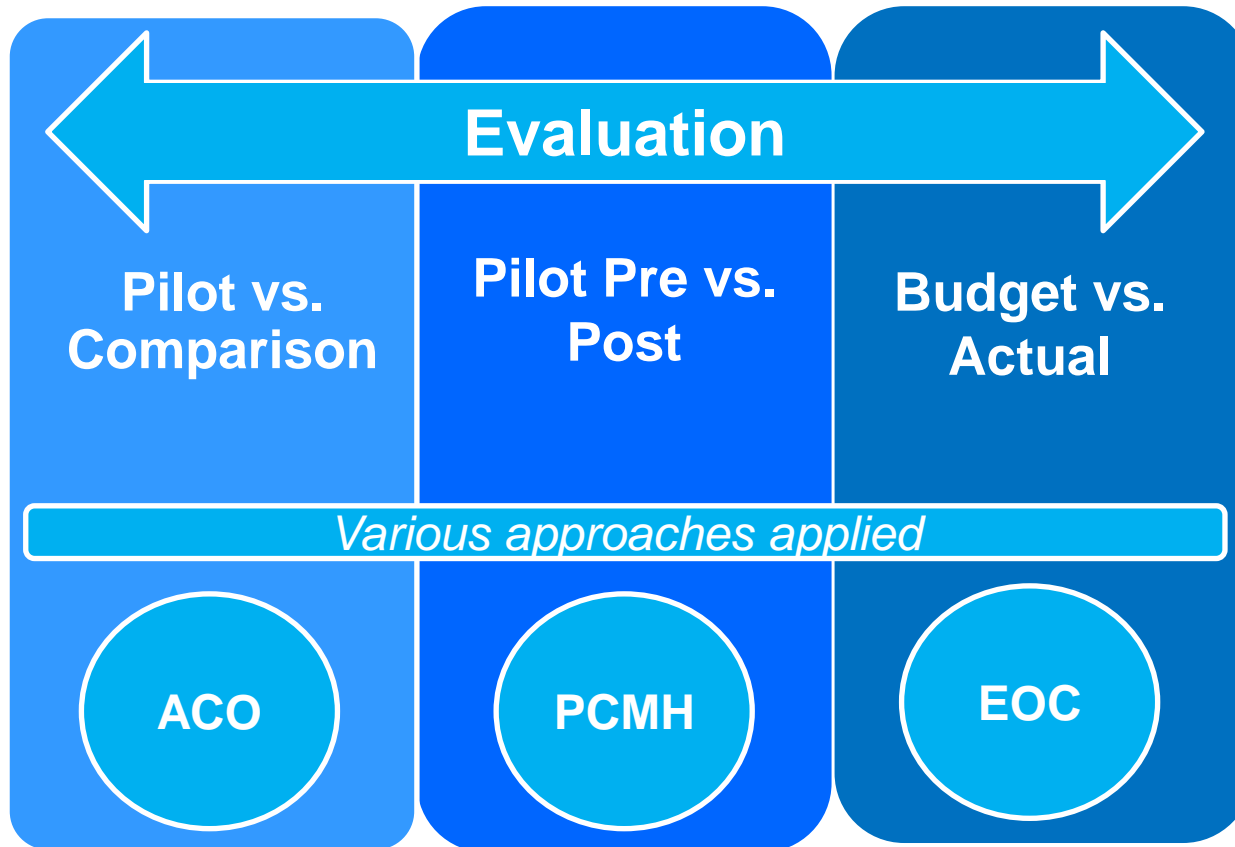 Evaluation
Pilot vs.
Comparison
Pilot Pre vs.
Post
Budget vs.
Actual
Various approaches applied
ACO
PCMH
EOC